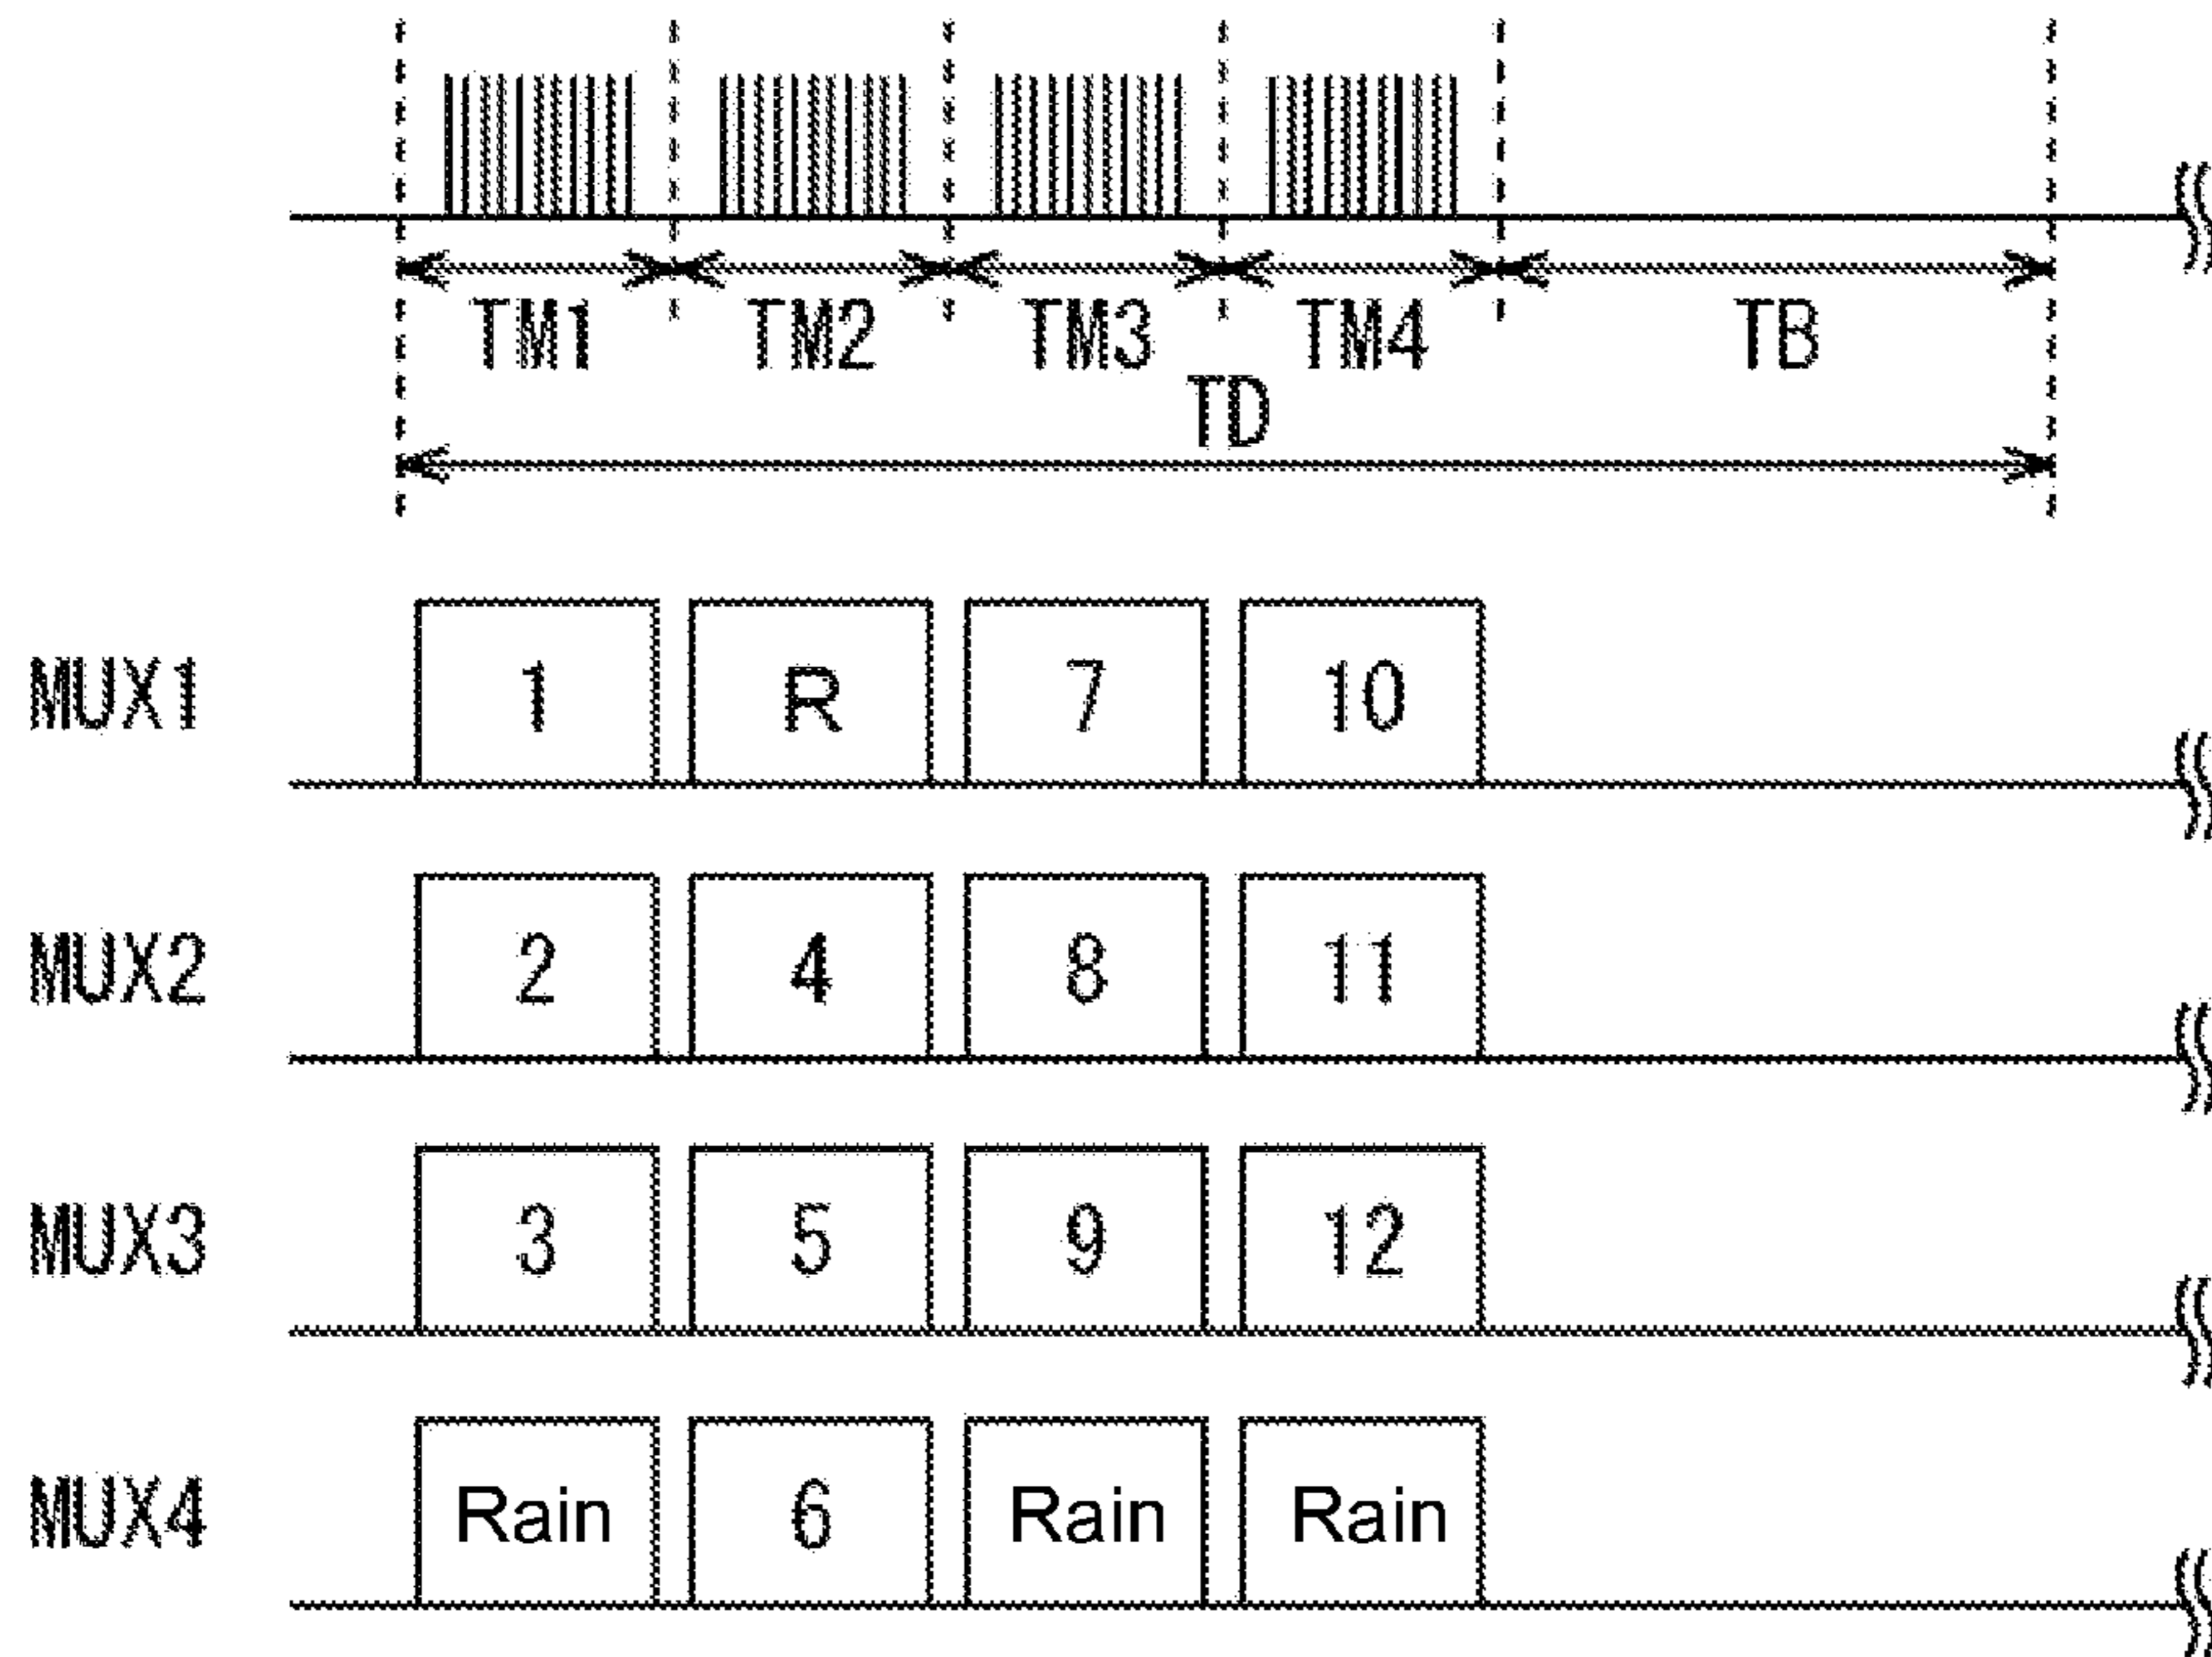 TM1 TM2 TM3 TM4 TB
TD
MUX1 1 R 7 10
MUX2 2 4 8 11
MUX3 3 5 9 12
MUX4 Rain 6 Rain Rain